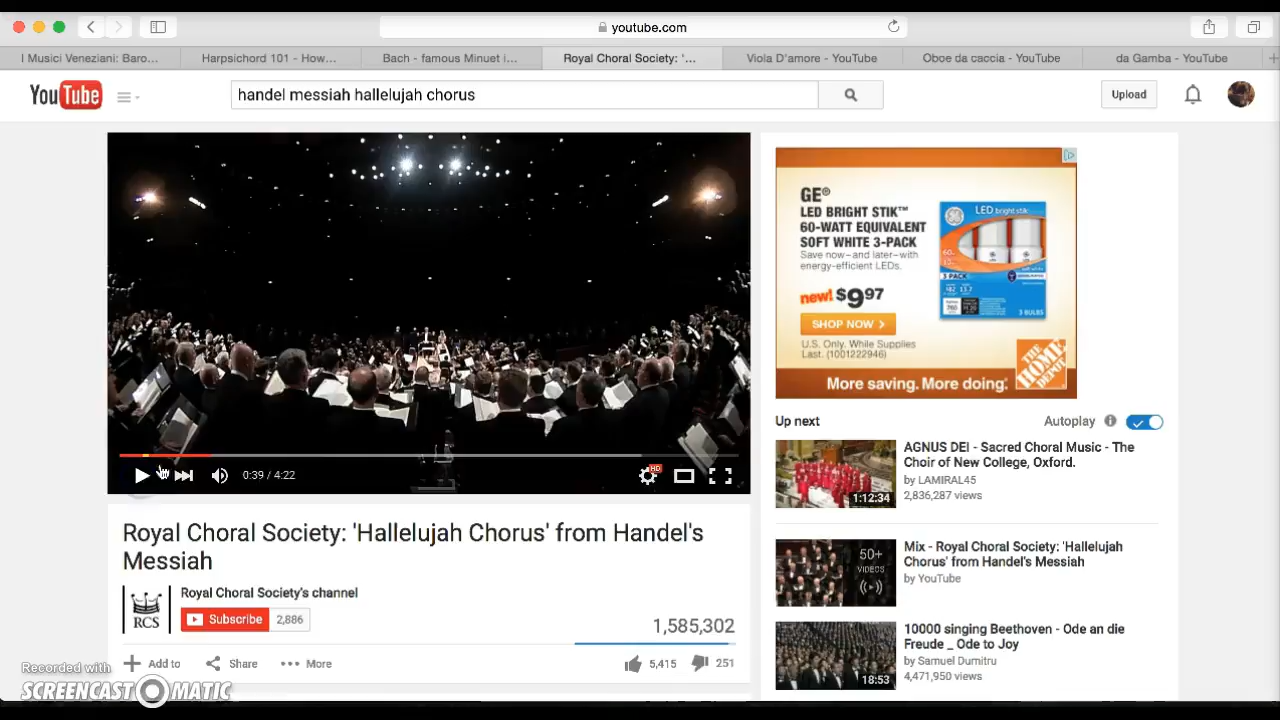 youtube.com
I Musici Veneziani: Baro...
Harpsichord 101 - How...
Bach - famous Minuet i...
Royal Choral Society: '...
Viola D'amore - YouTube
Oboe da caccia - YouTube
da Gamba - YouTube
YouTube
handel messiah hallelujah chorus
Upload
GE®
LED BRIGHT STIK™
60-WATT EQUIVALENT
SOFT WHITE 3-PACK
Save now—and later—with
energy-efficient LEDs.
new! $9.97
SHOP NOW >
U.S. Only. While Supplies
Last. (1001222946)
LED bright stik
3 PACK
3 BULBS
THE HOME DEPOT
More saving. More doing.
0:39 / 4:22
HD
Up next
Autoplay
AGNUS DEI - Sacred Choral Music - The
Choir of New College, Oxford.
by LAMIRAL45
2,836,287 views
1:12:34
Royal Choral Society: 'Hallelujah Chorus' from Handel's
Messiah
RCS
Royal Choral Society's channel
Subscribe 2,886
1,585,302
Add to
Share
More
5,415
251
50+
VIDEOS
Mix - Royal Choral Society: 'Hallelujah
Chorus' from Handel's Messiah
by YouTube
10000 singing Beethoven - Ode an die
Freude _ Ode to Joy
by Samuel Dumitru
4,471,950 views
18:53
Recorded with
SCREENCAST-O-MATIC